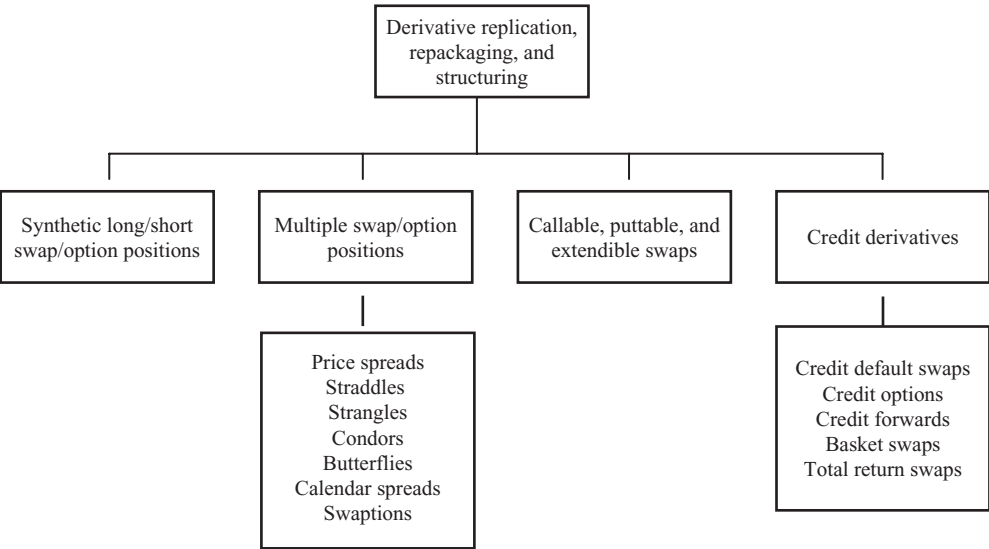 Derivative replication,
repackaging, and
structuring
Synthetic long/short
swap/option positions
Multiple swap/option
positions
Callable, puttable, and
extendible swaps
Credit derivatives
Price spreads
Straddles
Strangles
Condors
Butterflies
Calendar spreads
Swaptions
Credit default swaps
Credit options
Credit forwards
Basket swaps
Total return swaps